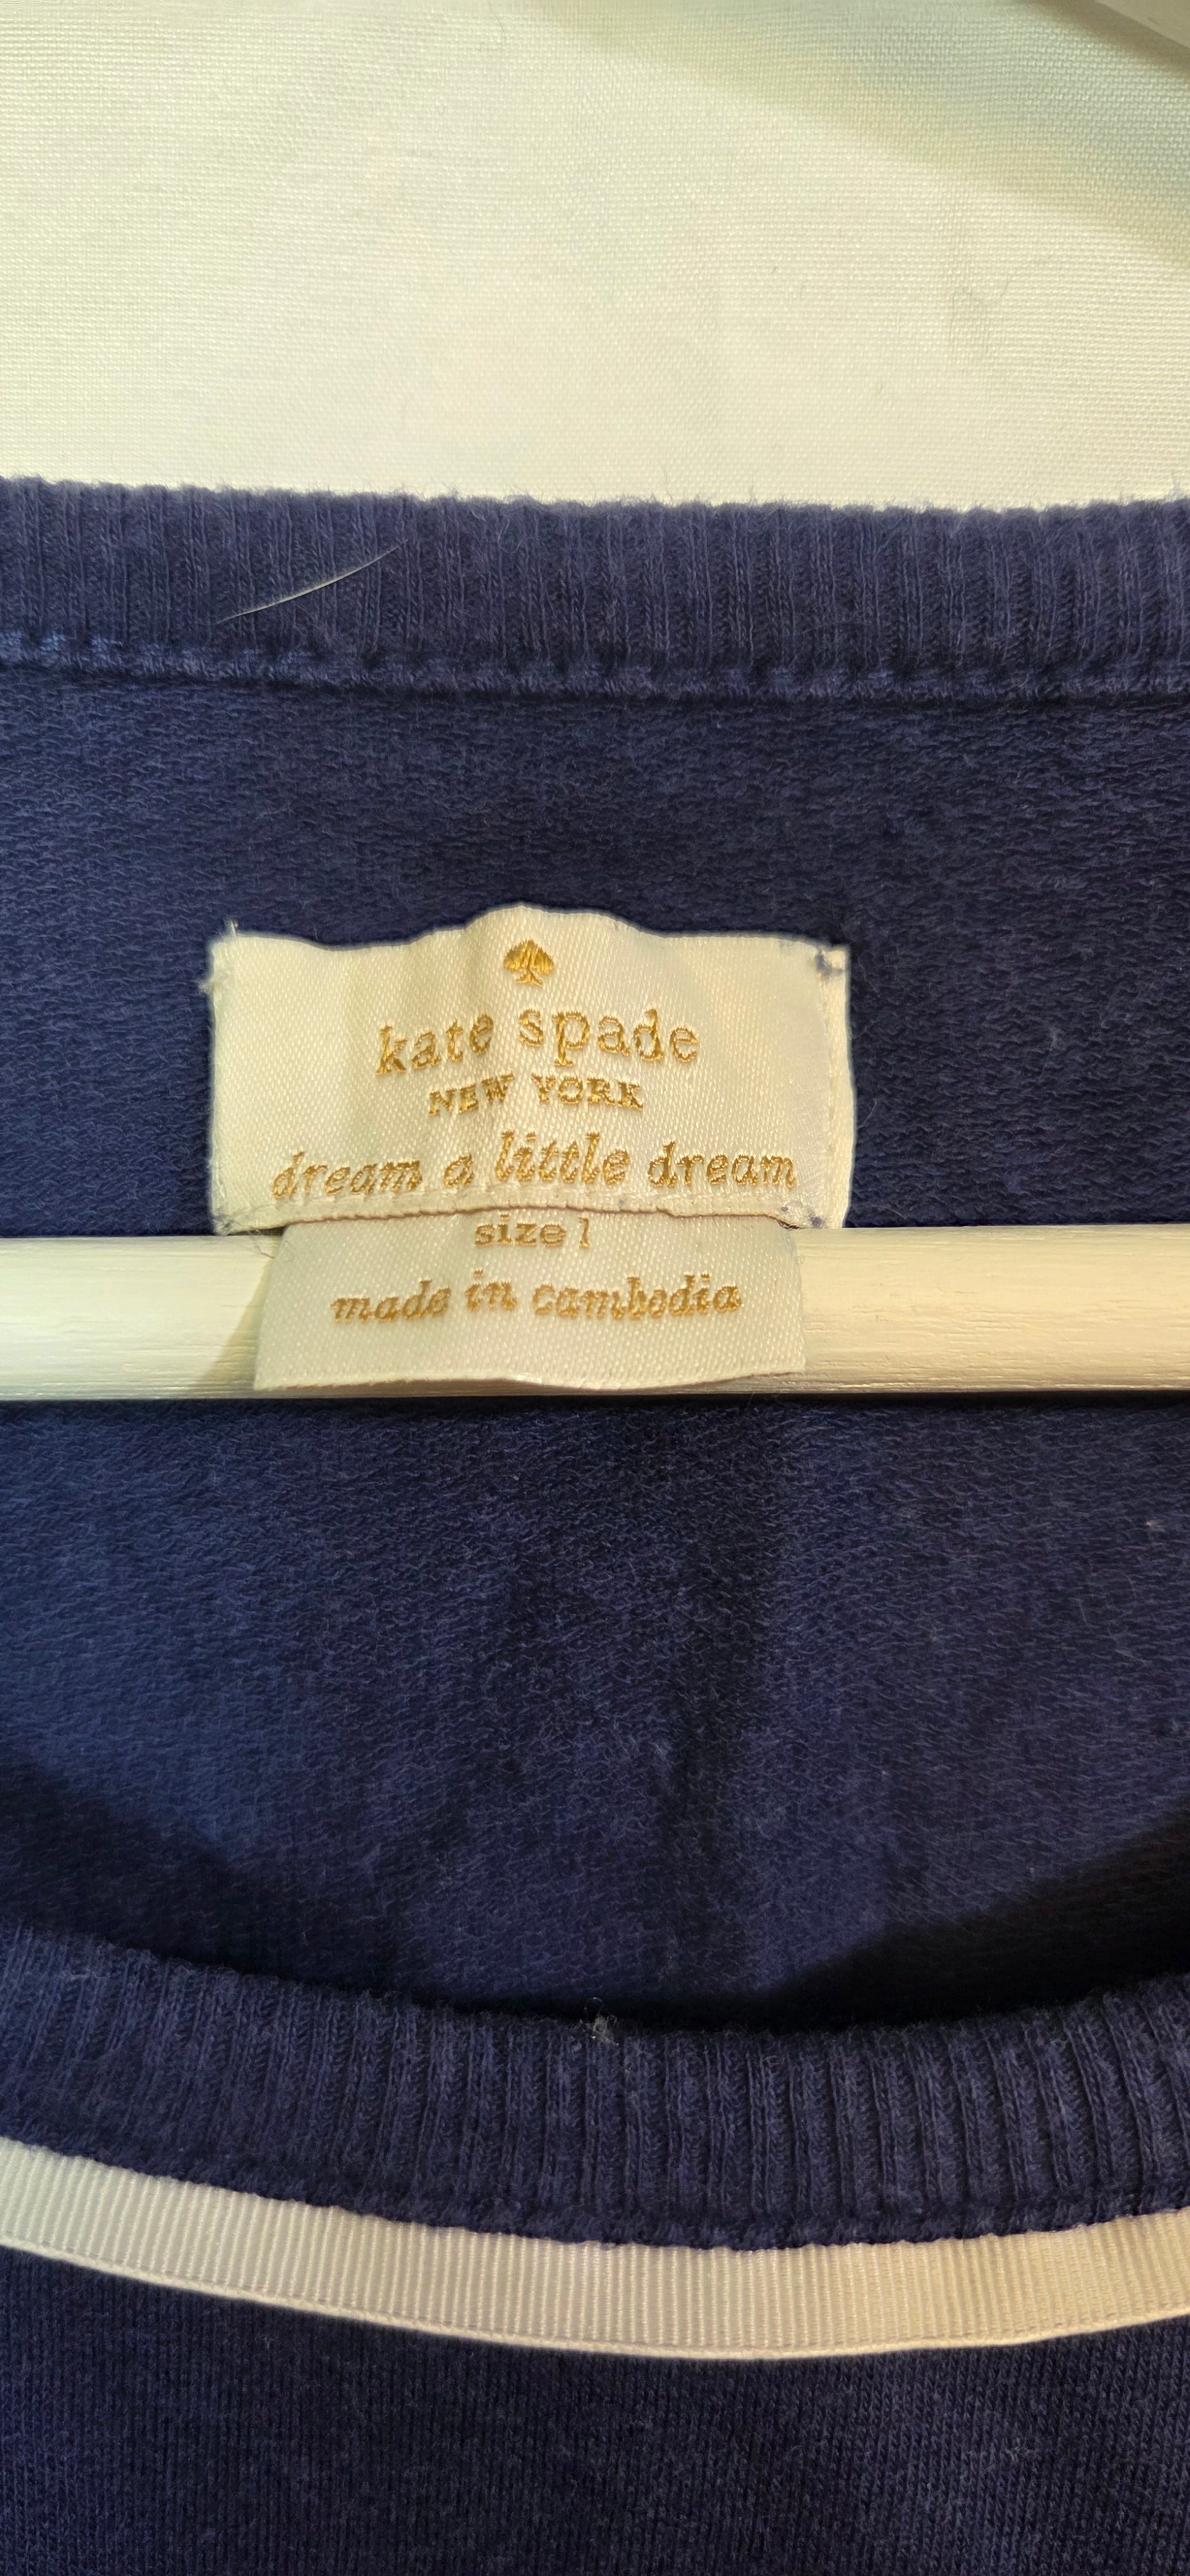 kate spade
NEW YORK
dream a little dream
size 1
made in cambodia